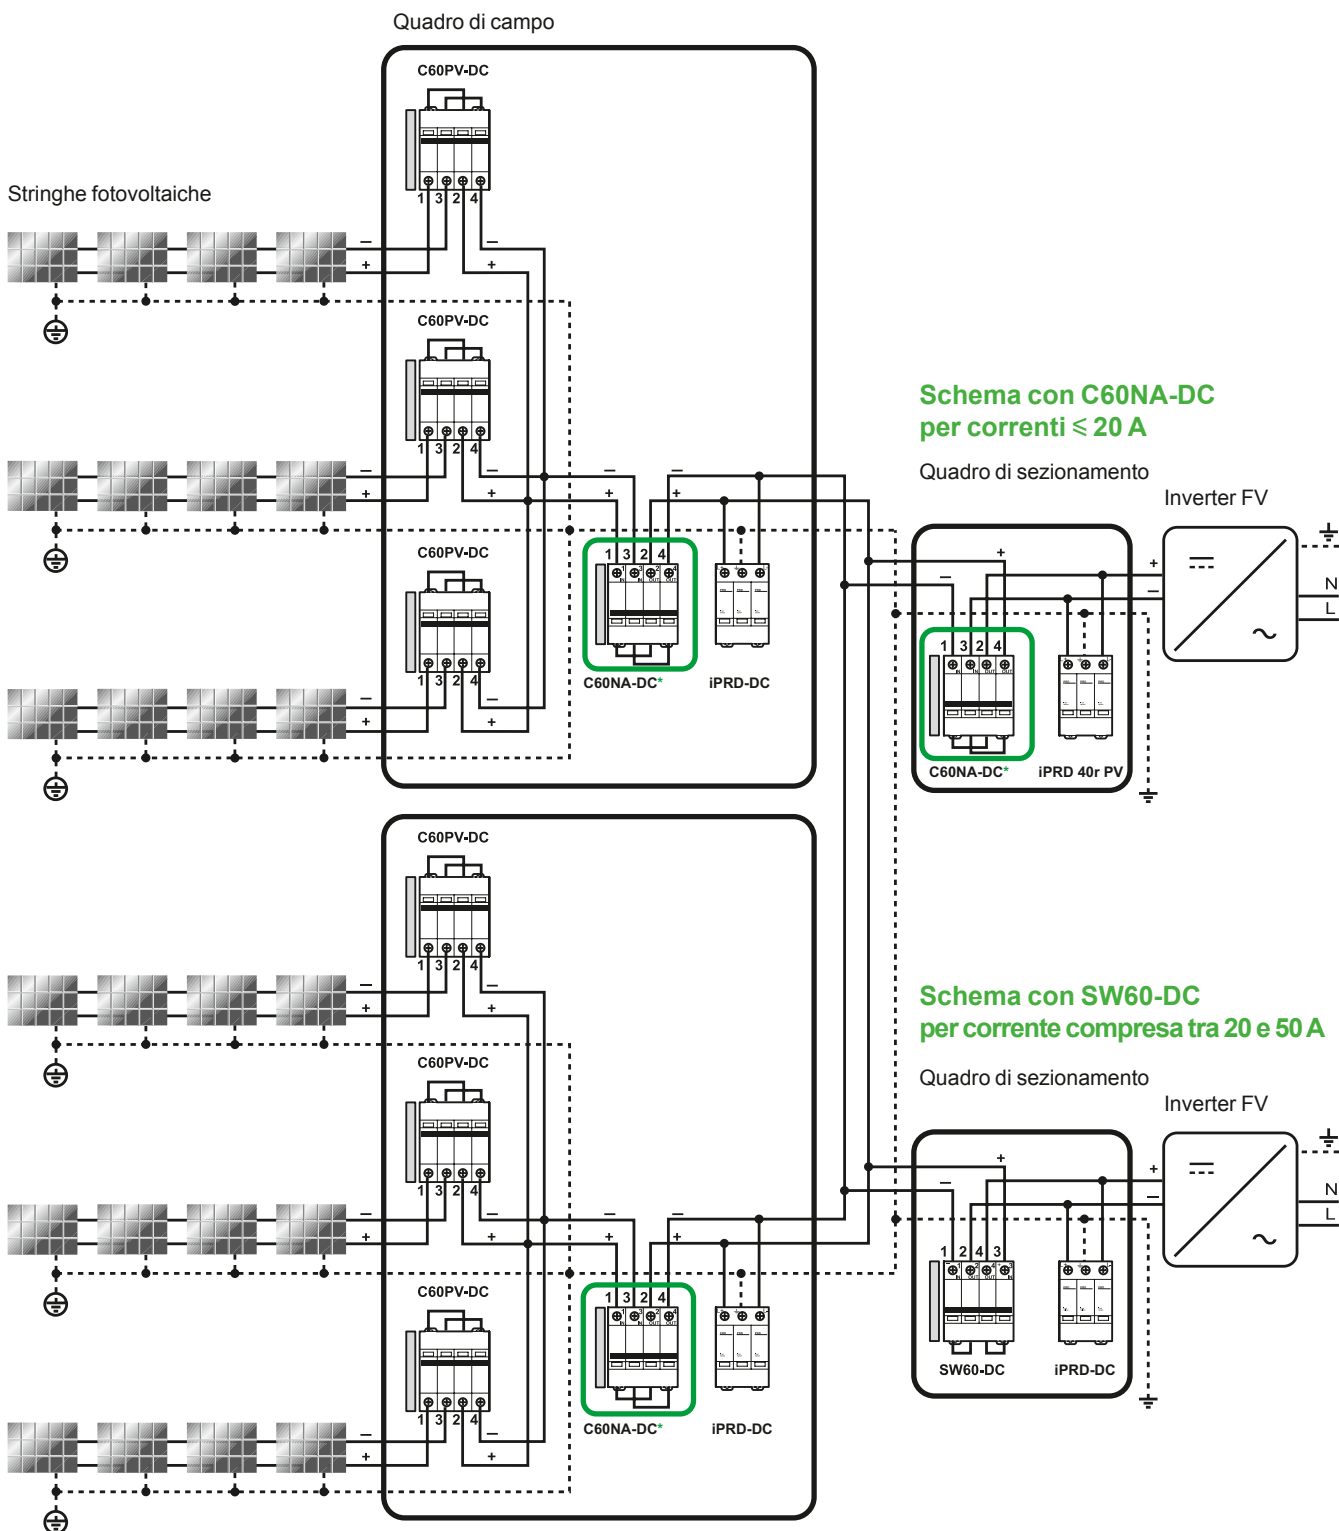 Quadro di campo
C60PV-DC
1 3 2 4
Stringhe fotovoltaiche
– –
+ +
C60PV-DC
1 3 2 4
– – – –
+ + + +
Schema con C60NA-DC
per correnti ⩽ 20 A
Quadro di sezionamento
Inverter FV
C60PV-DC
1 3 2 4
1 3 2 4
– –
+ +
C60NA-DC*
iPRD-DC
+ +
– –
N
L
1 3 2 4
C60NA-DC*
iPRD 40r PV
C60PV-DC
1 3 2 4
– –
+ +
Schema con SW60-DC
per corrente compresa tra 20 e 50 A
Quadro di sezionamento
Inverter FV
C60PV-DC
1 3 2 4
– – – –
+ + + +
+ +
– –
N
L
1 2 4 3
SW60-DC
iPRD-DC
C60PV-DC
1 3 2 4
1 3 2 4
– –
+ +
C60NA-DC*
iPRD-DC